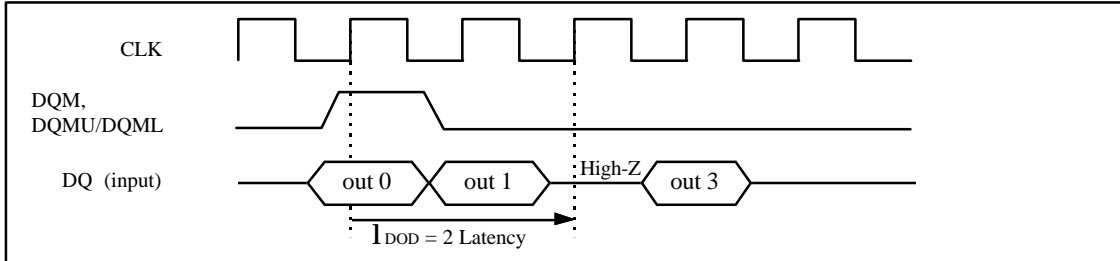 CLK
DQM,
DQMU/DQML
DQ (input)
out 0
out 1
High-Z
out 3
lDOD = 2 Latency